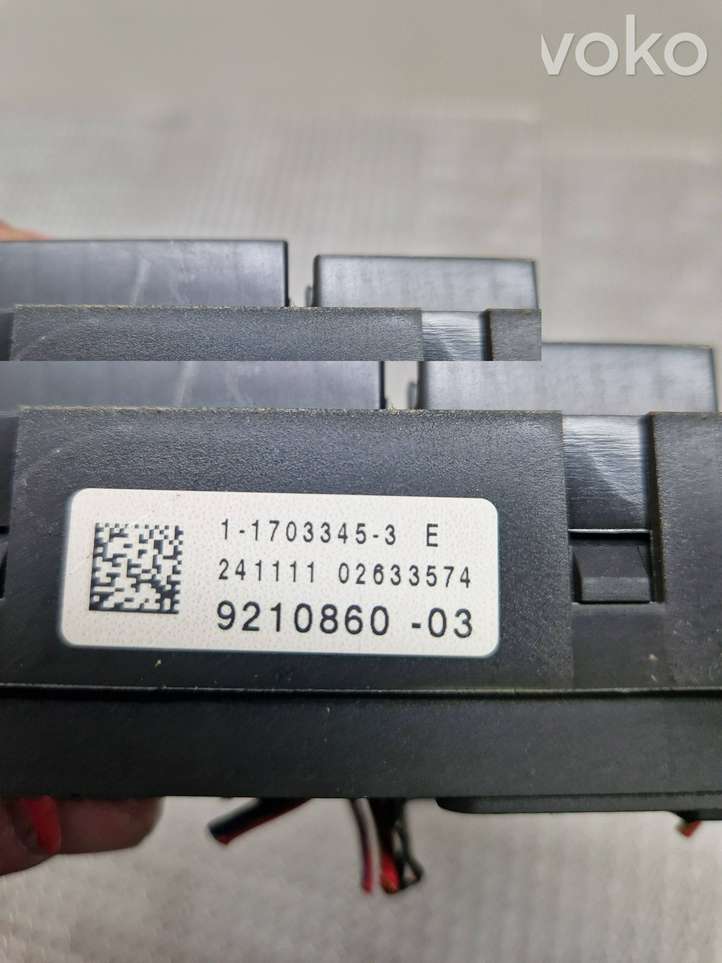 voko
1-1703345-3 E
241111 02633574
9210860 -03